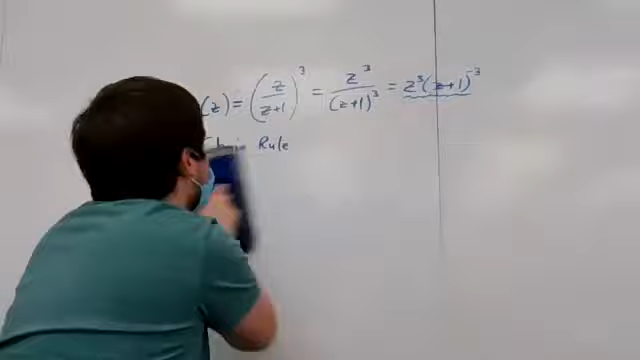 (z) = (z/(z+1))^3 = z^3/(z+1)^3 = z^3(z+1)^-3
Rule